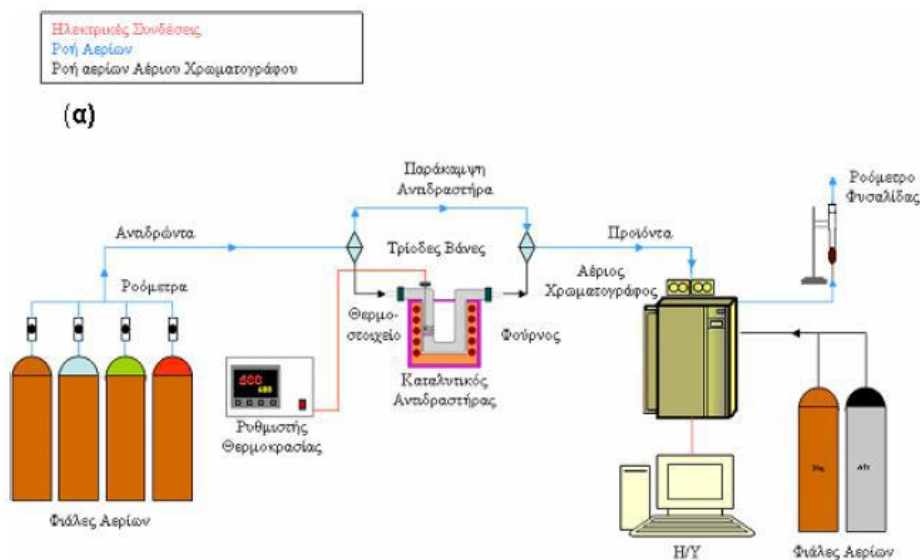 Ηλεκτρικές Συνδέσεις
Ροή Αερίων
Ροή αερίων Αέριου Χρωματογράφου
(α)
Παράκαμψη
Αντιδραστήρα
Ροόμετρο
Φυσαλίδας
Αντιδρώντα
Τρίοδες Βάνες
Προϊόντα
Ροόμετρα
Αέριος
Χρωματογράφος
Θερμο-
στοιχείο
Φούρνος
Καταλυτικός
Αντιδραστήρας
Ρυθμιστής
Θερμοκρασίας
Φιάλες Αερίων
Η/Υ
Φιάλες Αερίων